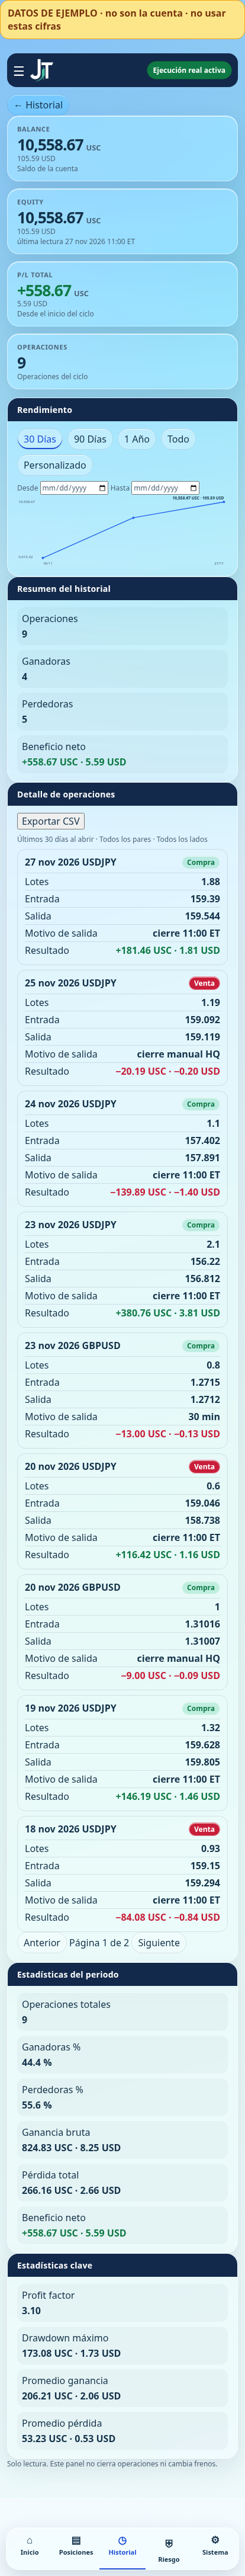 DATOS DE EJEMPLO · no son la cuenta · no usar
estas cifras
☰ JT
Ejecución real activa
← Historial
BALANCE
10,558.67 USC
105.59 USD
Saldo de la cuenta
EQUITY
10,558.67 USC
105.59 USD
última lectura 27 nov 2026 11:00 ET
P/L TOTAL
+558.67 USC
5.59 USD
Desde el inicio del ciclo
OPERACIONES
9
Operaciones del ciclo
Rendimiento
30 Días 90 Días 1 Año Todo
Personalizado
Desde mm/dd/yyyy Hasta mm/dd/yyyy
10,558.67 USC · 105.59 USD
Resumen del historial
Operaciones
9
Ganadoras
4
Perdedoras
5
Beneficio neto
+558.67 USC · 5.59 USD
Detalle de operaciones
Exportar CSV
Últimos 30 días al abrir · Todos los pares · Todos los lados
27 nov 2026 USDJPY Compra
Lotes 1.88
Entrada 159.39
Salida 159.544
Motivo de salida cierre 11:00 ET
Resultado +181.46 USC · 1.81 USD
25 nov 2026 USDJPY Venta
Lotes 1.19
Entrada 159.092
Salida 159.119
Motivo de salida cierre manual HQ
Resultado −20.19 USC · −0.20 USD
24 nov 2026 USDJPY Compra
Lotes 1.1
Entrada 157.402
Salida 157.891
Motivo de salida cierre 11:00 ET
Resultado −139.89 USC · −1.40 USD
23 nov 2026 USDJPY Compra
Lotes 2.1
Entrada 156.22
Salida 156.812
Motivo de salida cierre 11:00 ET
Resultado +380.76 USC · 3.81 USD
23 nov 2026 GBPUSD Compra
Lotes 0.8
Entrada 1.2715
Salida 1.2712
Motivo de salida 30 min
Resultado −13.00 USC · −0.13 USD
20 nov 2026 USDJPY Venta
Lotes 0.6
Entrada 159.046
Salida 158.738
Motivo de salida cierre 11:00 ET
Resultado +116.42 USC · 1.16 USD
20 nov 2026 GBPUSD Compra
Lotes 1
Entrada 1.31016
Salida 1.31007
Motivo de salida cierre manual HQ
Resultado −9.00 USC · −0.09 USD
19 nov 2026 USDJPY Compra
Lotes 1.32
Entrada 159.628
Salida 159.805
Motivo de salida cierre 11:00 ET
Resultado +146.19 USC · 1.46 USD
18 nov 2026 USDJPY Venta
Lotes 0.93
Entrada 159.15
Salida 159.294
Motivo de salida cierre 11:00 ET
Resultado −84.08 USC · −0.84 USD
Anterior Página 1 de 2 Siguiente
Estadísticas del periodo
Operaciones totales
9
Ganadoras %
44.4 %
Perdedoras %
55.6 %
Ganancia bruta
824.83 USC · 8.25 USD
Pérdida total
266.16 USC · 2.66 USD
Beneficio neto
+558.67 USC · 5.59 USD
Estadísticas clave
Profit factor
3.10
Drawdown máximo
173.08 USC · 1.73 USD
Promedio ganancia
206.21 USC · 2.06 USD
Promedio pérdida
53.23 USC · 0.53 USD
Solo lectura. Este panel no cierra operaciones ni cambia frenos.
Inicio Posiciones Historial Riesgo Sistema